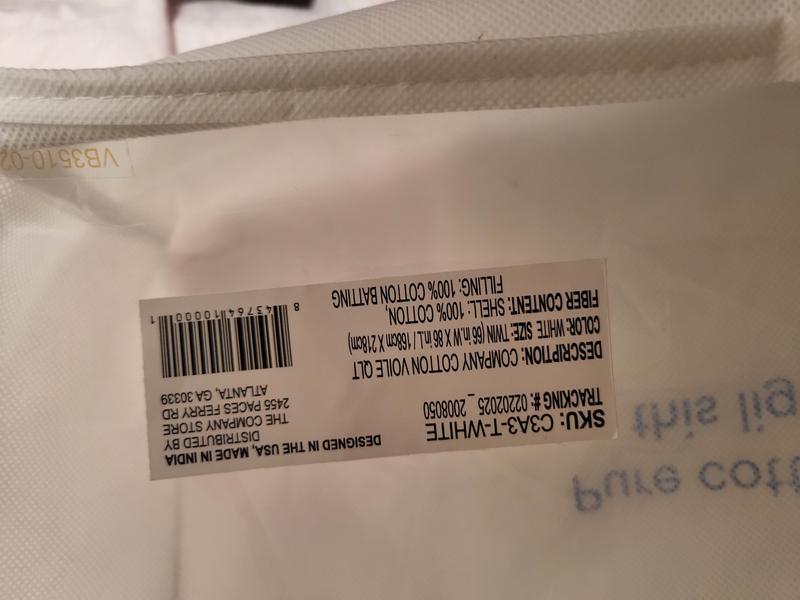 Pure cott
this lig
SKU: C3A3-T-WHITE
TRACKING #: 02202025_2008050
DESCRIPTION: COMPANY COTTON VOILE QLT
COLOR: WHITE SIZE: TWIN (66 in.W X 86 in.L / 168cm X 218cm)
FIBER CONTENT: SHELL: 100% COTTON,
FILLING: 100% COTTON BATTING
DESIGNED IN THE USA, MADE IN INDIA
DISTRIBUTED BY
THE COMPANY STORE
2455 PACES FERRY RD
ATLANTA, GA 30339
8 43764 10000 1
VB3510-02